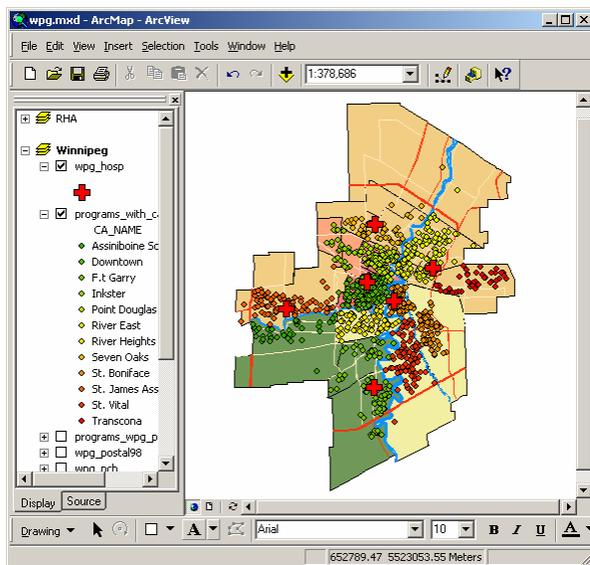 wpg.mxd - ArcMap - ArcView
File Edit View Insert Selection Tools Window Help
1:378,686
RHA
Winnipeg
wpg_hosp
programs_with_ca
CA_NAME
Assiniboine Sc
Downtown
F.t Garry
Inkster
Point Douglas
River East
River Heights
Seven Oaks
St. Boniface
St. James Ass
St. Vital
Transcona
programs_wpg_p
wpg_postal98
wpg_pch
Display Source
Drawing A Arial 10 B I U A
652789.47 5523053.55 Meters